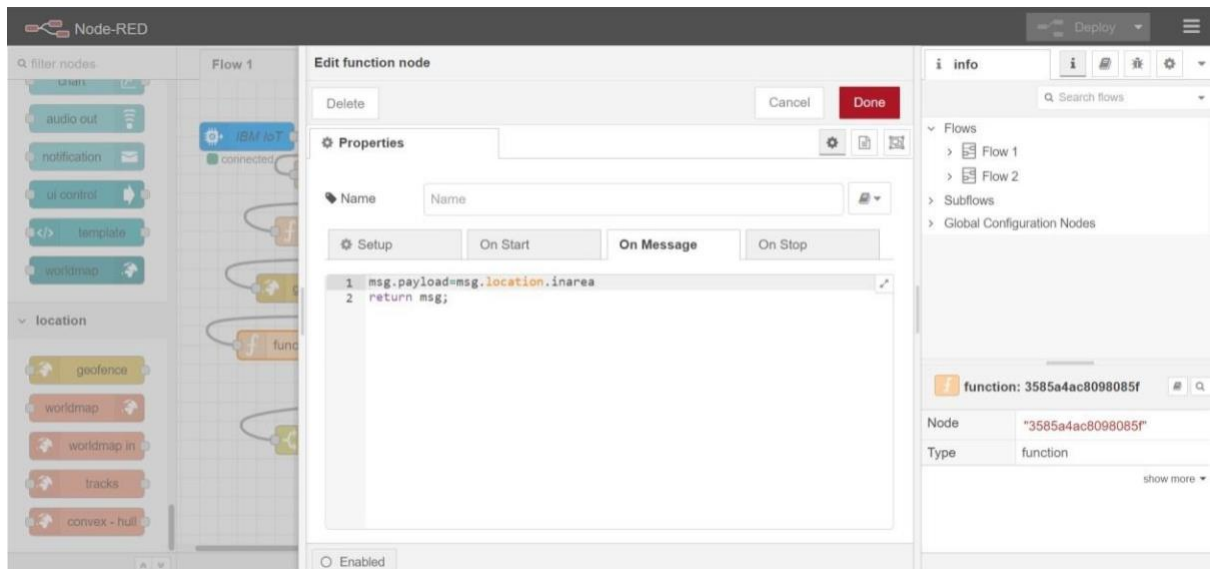 Node-RED
Deploy
filter nodes
chart
audio out
notification
ui control
</> template
worldmap
location
geofence
worldmap
worldmap in
tracks
convex - hull
Flow 1
IBM IoT
connected
f
g
f func
Edit function node
Delete
Cancel
Done
Properties
Name
Name
Setup
On Start
On Message
On Stop
1 msg.payload=msg.location.inarea
2 return msg;
Enabled
i info
i
Search flows
Flows
Flow 1
Flow 2
Subflows
Global Configuration Nodes
f function: 3585a4ac8098085f
Node "3585a4ac8098085f"
Type function
show more